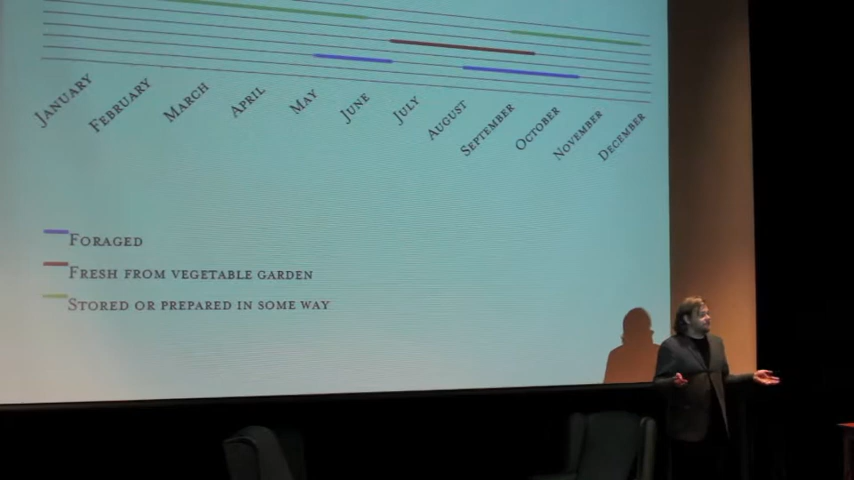 January
February
March
April
May
June
July
August
September
October
November
December
Foraged
Fresh from vegetable garden
Stored or prepared in some way